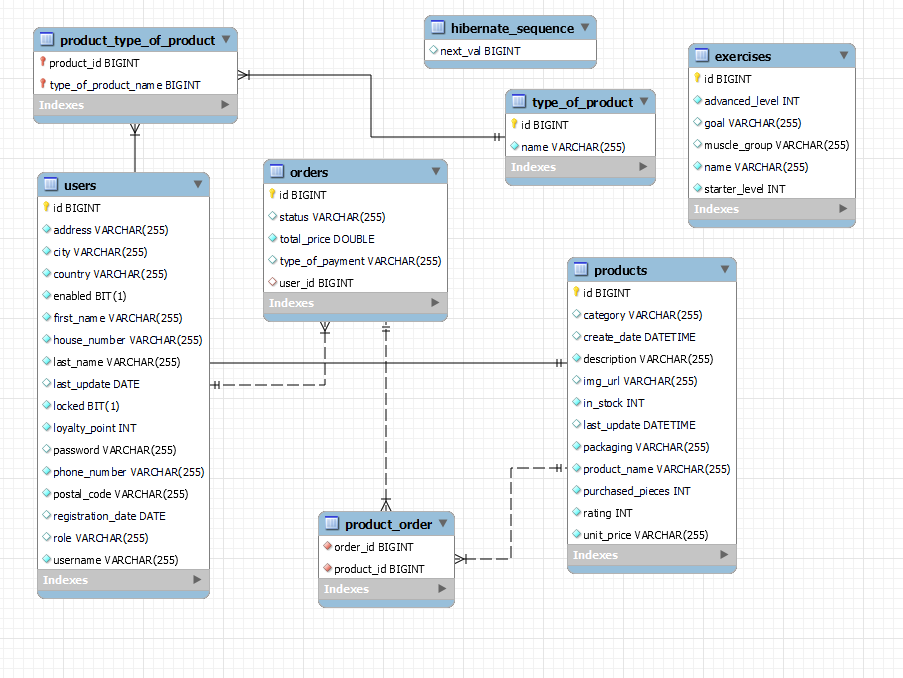 product_type_of_product
product_id BIGINT
type_of_product_name BIGINT
Indexes
hibernate_sequence
next_val BIGINT
exercises
id BIGINT
advanced_level INT
goal VARCHAR(255)
muscle_group VARCHAR(255)
name VARCHAR(255)
starter_level INT
Indexes
type_of_product
id BIGINT
name VARCHAR(255)
Indexes
users
id BIGINT
address VARCHAR(255)
city VARCHAR(255)
country VARCHAR(255)
enabled BIT(1)
first_name VARCHAR(255)
house_number VARCHAR(255)
last_name VARCHAR(255)
last_update DATE
locked BIT(1)
loyalty_point INT
password VARCHAR(255)
phone_number VARCHAR(255)
postal_code VARCHAR(255)
registration_date DATE
role VARCHAR(255)
username VARCHAR(255)
Indexes
orders
id BIGINT
status VARCHAR(255)
total_price DOUBLE
type_of_payment VARCHAR(255)
user_id BIGINT
Indexes
products
id BIGINT
category VARCHAR(255)
create_date DATETIME
description VARCHAR(255)
img_url VARCHAR(255)
in_stock INT
last_update DATETIME
packaging VARCHAR(255)
product_name VARCHAR(255)
purchased_pieces INT
rating INT
unit_price VARCHAR(255)
Indexes
product_order
order_id BIGINT
product_id BIGINT
Indexes